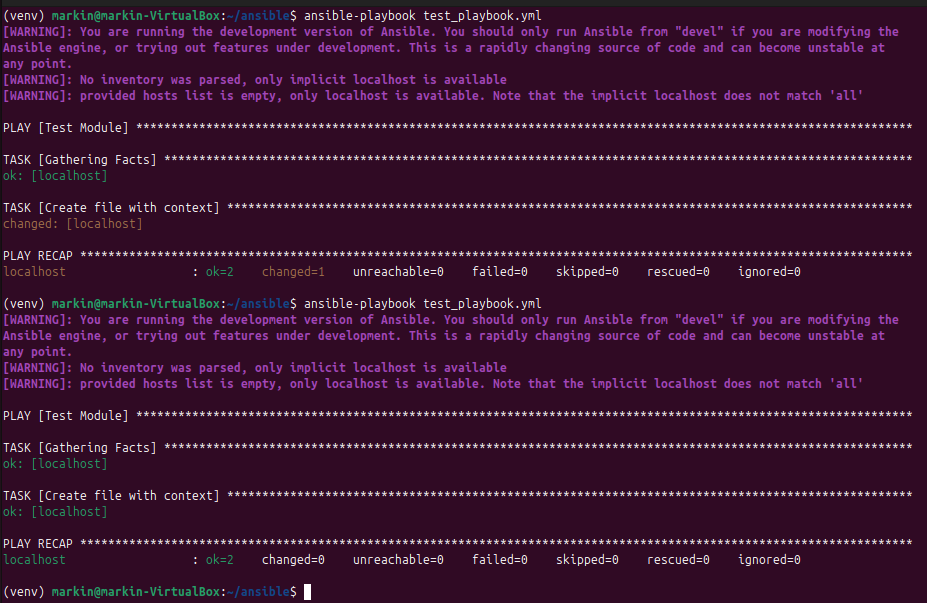 (venv) markin@markin-VirtualBox:~/ansible$ ansible-playbook test_playbook.yml
[WARNING]: You are running the development version of Ansible. You should only run Ansible from "devel" if you are modifying the
Ansible engine, or trying out features under development. This is a rapidly changing source of code and can become unstable at
any point.
[WARNING]: No inventory was parsed, only implicit localhost is available
[WARNING]: provided hosts list is empty, only localhost is available. Note that the implicit localhost does not match 'all'
PLAY [Test Module] ***************************************************************************************************************
TASK [Gathering Facts] ***********************************************************************************************************
ok: [localhost]
TASK [Create file with context] **************************************************************************************************
changed: [localhost]
PLAY RECAP ***********************************************************************************************************************
localhost                  : ok=2    changed=1    unreachable=0    failed=0    skipped=0    rescued=0    ignored=0
(venv) markin@markin-VirtualBox:~/ansible$ ansible-playbook test_playbook.yml
[WARNING]: You are running the development version of Ansible. You should only run Ansible from "devel" if you are modifying the
Ansible engine, or trying out features under development. This is a rapidly changing source of code and can become unstable at
any point.
[WARNING]: No inventory was parsed, only implicit localhost is available
[WARNING]: provided hosts list is empty, only localhost is available. Note that the implicit localhost does not match 'all'
PLAY [Test Module] ***************************************************************************************************************
TASK [Gathering Facts] ***********************************************************************************************************
ok: [localhost]
TASK [Create file with context] **************************************************************************************************
ok: [localhost]
PLAY RECAP ***********************************************************************************************************************
localhost                  : ok=2    changed=0    unreachable=0    failed=0    skipped=0    rescued=0    ignored=0
(venv) markin@markin-VirtualBox:~/ansible$